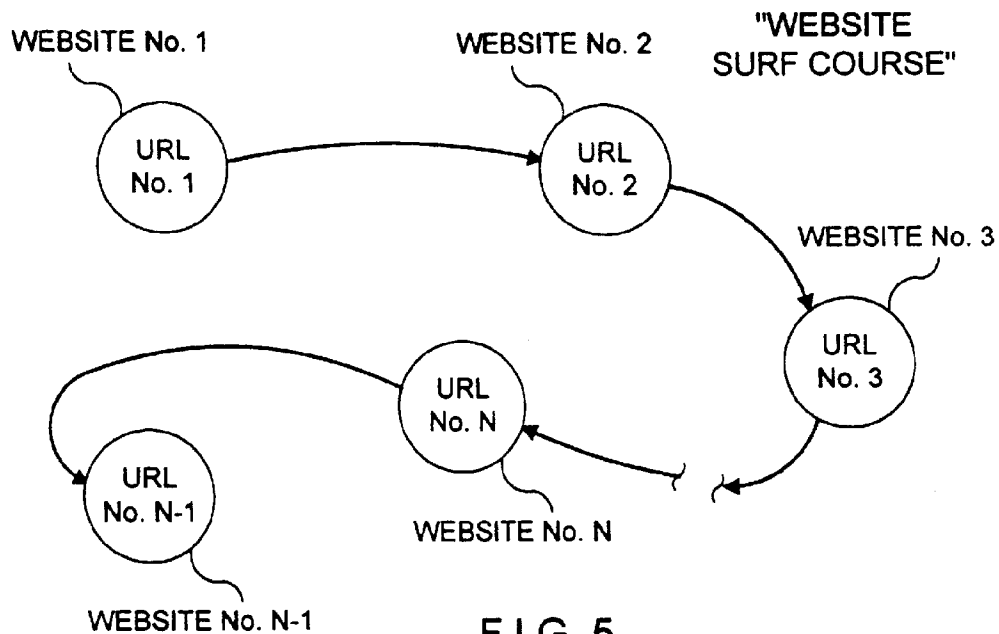 "WEBSITE
SURF COURSE"
WEBSITE No. 1
URL
No. 1
WEBSITE No. 2
URL
No. 2
WEBSITE No. 3
URL
No. 3
URL
No. N
WEBSITE No. N
URL
No. N-1
WEBSITE No. N-1
FIG. 5